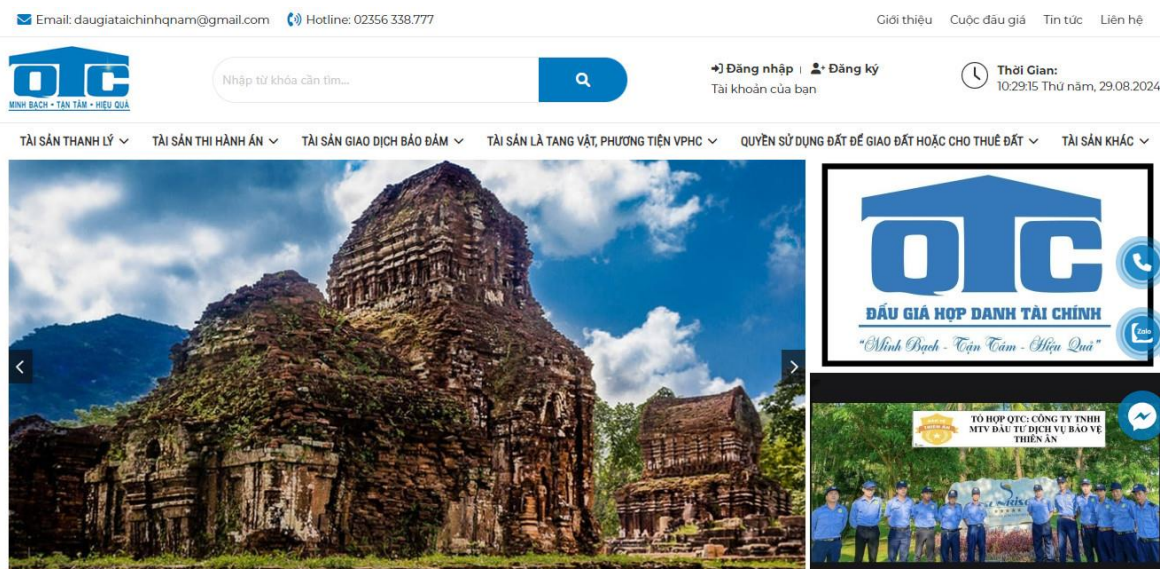 Email: daugiataichinhqnam@gmail.com Hotline: 02356 338.777 Giới thiệu Cuộc đấu giá Tin tức Liên hệ
QTC
MINH BẠCH • TẬN TÂM • HIỆU QUẢ
Nhập từ khóa cần tìm...
Đăng nhập | Đăng ký
Tài khoản của bạn
Thời Gian:
10:29:15 Thứ năm, 29.08.2024
TÀI SẢN THANH LÝ TÀI SẢN THI HÀNH ÁN TÀI SẢN GIAO DỊCH BẢO ĐẢM TÀI SẢN LÀ TANG VẬT, PHƯƠNG TIỆN VPHC QUYỀN SỬ DỤNG ĐẤT ĐỂ GIAO ĐẤT HOẶC CHO THUÊ ĐẤT TÀI SẢN KHÁC
QTC
ĐẤU GIÁ HỢP DANH TÀI CHÍNH
"Minh Bạch - Tận Tâm - Hiệu Quả"
Zalo
TỔ HỢP QTC: CÔNG TY TNHH
MTV ĐẦU TƯ DỊCH VỤ BẢO VỆ
THIÊN ÂN